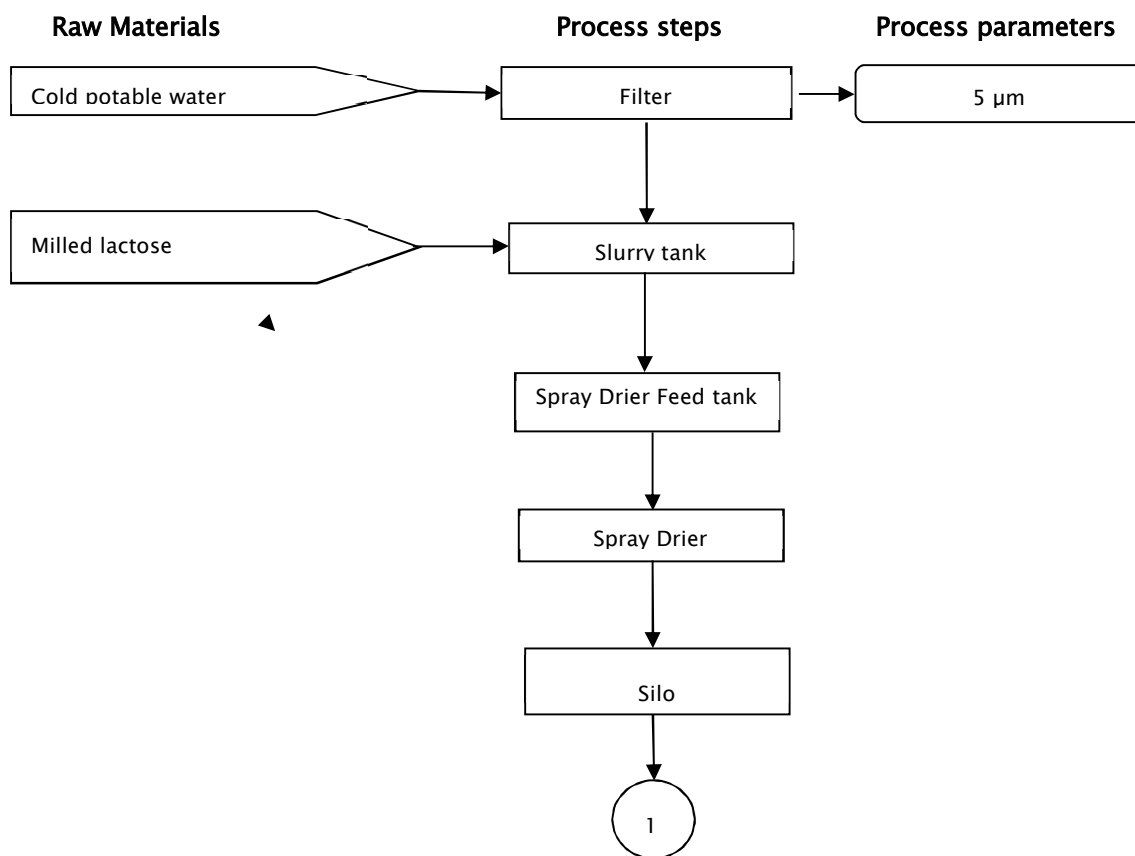 Raw Materials
Process steps
Process parameters
Cold potable water
Filter
5 µm
Milled lactose
Slurry tank
Spray Drier Feed tank
Spray Drier
Silo
1